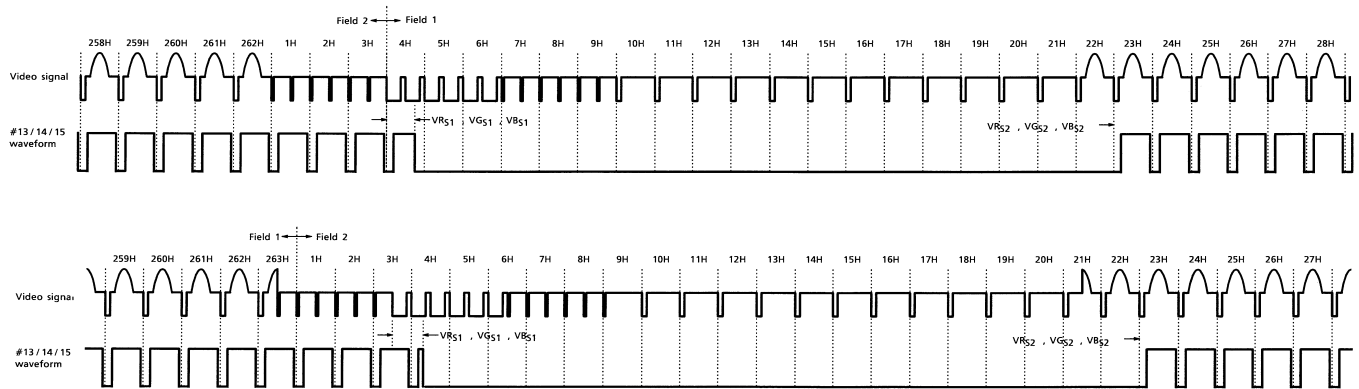 Field 2 Field 1
258H 259H 260H 261H 262H 1H 2H 3H 4H 5H 6H 7H 8H 9H 10H 11H 12H 13H 14H 15H 16H 17H 18H 19H 20H 21H 22H 23H 24H 25H 26H 27H 28H
Video signal
VRS1 , VGS1 , VBS1
VRS2 , VGS2 , VBS2
#13 / 14 / 15
waveform
Field 1 Field 2
259H 260H 261H 262H 263H 1H 2H 3H 4H 5H 6H 7H 8H 9H 10H 11H 12H 13H 14H 15H 16H 17H 18H 19H 20H 21H 22H 23H 24H 25H 26H 27H
Video signal
VRS1 , VGS1 , VBS1
VRS2 , VGS2 , VBS2
#13 / 14 / 15
waveform